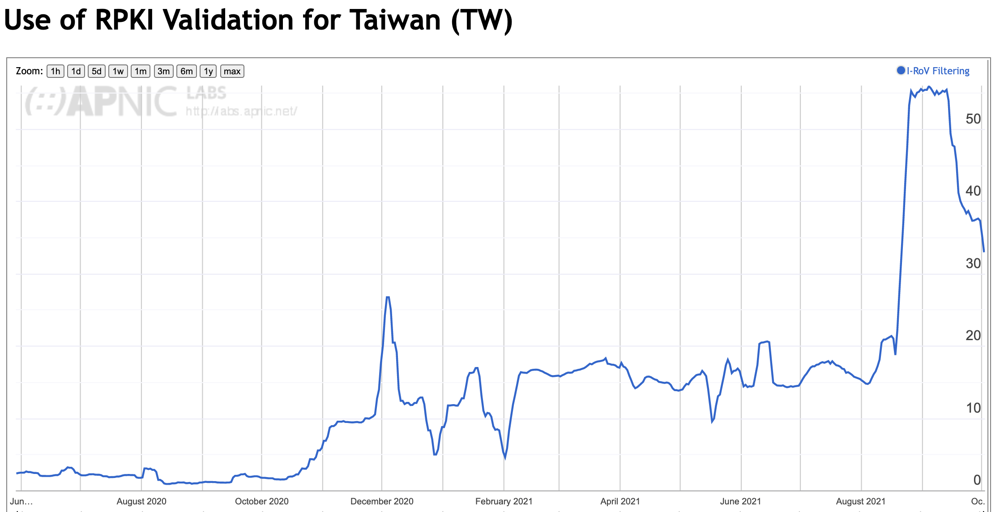 Use of RPKI Validation for Taiwan (TW)
Zoom: 1h 1d 5d 1w 1m 3m 6m 1y max
I-RoV Filtering
(::)APNIC LABS
http://labs.apnic.net/
50
40
30
20
10
0
Jun… August 2020 October 2020 December 2020 February 2021 April 2021 June 2021 August 2021 Oc.